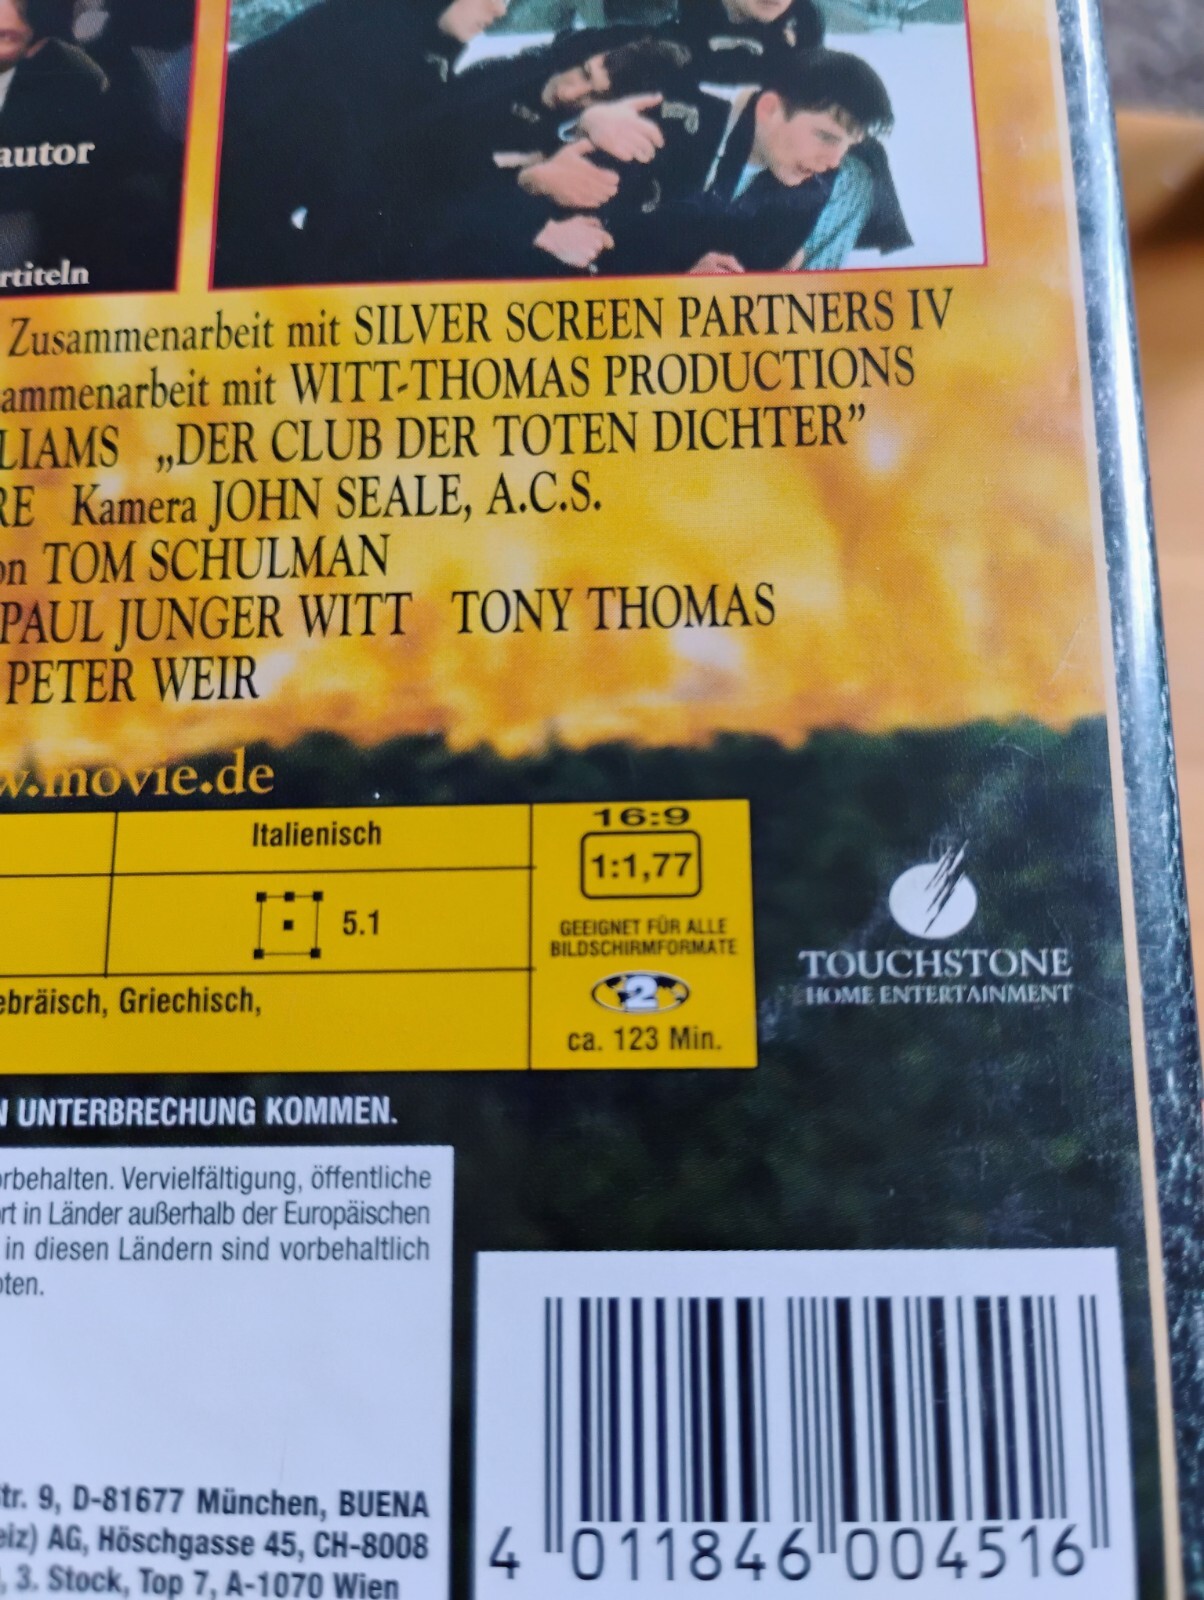 autor
rtiteln
Zusammenarbeit mit SILVER SCREEN PARTNERS IV
ammenarbeit mit WITT-THOMAS PRODUCTIONS
LIAMS „DER CLUB DER TOTEN DICHTER”
RE Kamera JOHN SEALE, A.C.S.
on TOM SCHULMAN
PAUL JUNGER WITT TONY THOMAS
PETER WEIR
w.movie.de
Italienisch
5.1
ebräisch, Griechisch,
16:9
1:1,77
GEEIGNET FÜR ALLE
BILDSCHIRMFORMATE
2
ca. 123 Min.
TOUCHSTONE
HOME ENTERTAINMENT
N UNTERBRECHUNG KOMMEN.
orbehalten. Vervielfältigung, öffentliche
rt in Länder außerhalb der Europäischen
in diesen Ländern sind vorbehaltlich
oten.
Str. 9, D-81677 München, BUENA
eiz) AG, Höschgasse 45, CH-8008
, 3. Stock, Top 7, A-1070 Wien
4 011846 004516